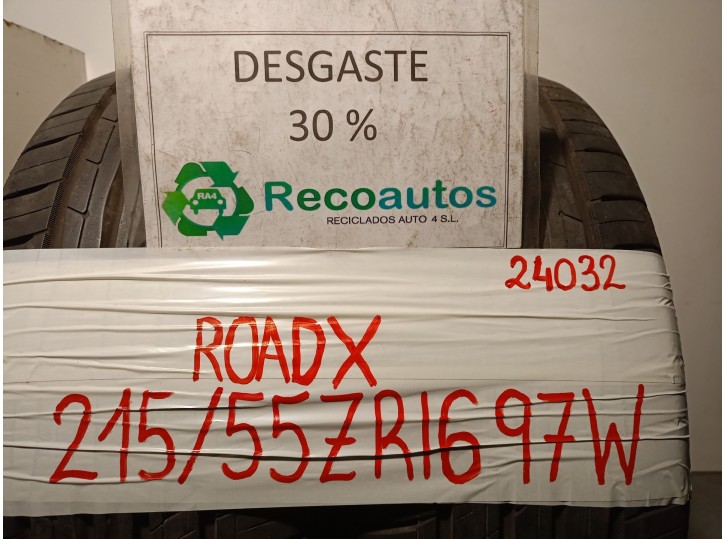 DESGASTE
30 %
RA4
Recoautos
RECICLADOS AUTO 4 S.L.
24032
ROADX
215/55ZR16 97W